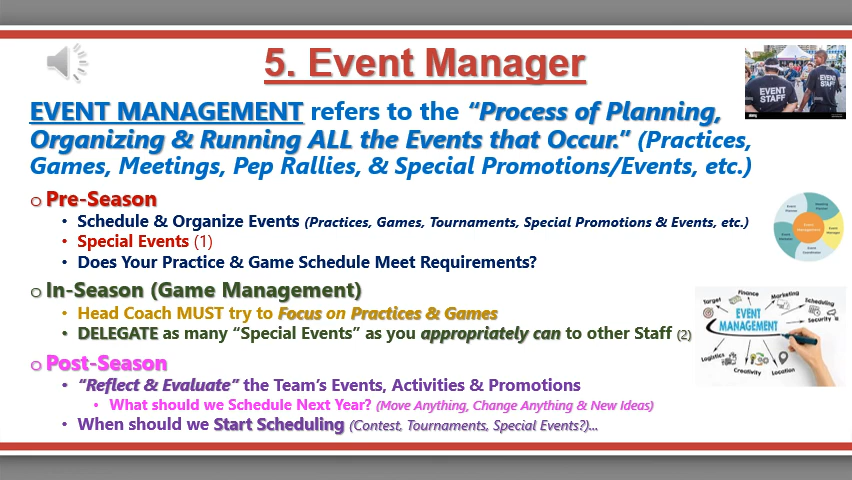 5. Event Manager
EVENT MANAGEMENT refers to the “Process of Planning,
Organizing & Running ALL the Events that Occur.” (Practices,
Games, Meetings, Pep Rallies, & Special Promotions/Events, etc.)
o Pre-Season
• Schedule & Organize Events (Practices, Games, Tournaments, Special Promotions & Events, etc.)
• Special Events (1)
• Does Your Practice & Game Schedule Meet Requirements?
o In-Season (Game Management)
• Head Coach MUST try to Focus on Practices & Games
• DELEGATE as many “Special Events” as you appropriately can to other Staff (2)
o Post-Season
• “Reflect & Evaluate” the Team’s Events, Activities & Promotions
• What should we Schedule Next Year? (Move Anything, Change Anything & New Ideas)
• When should we Start Scheduling (Contest, Tournaments, Special Events?)...
EVENT
STAFF
EVENT
STAFF
Event
Management
Event
Manager
Target
Finance
Marketing
Scheduling
Security
EVENT
MANAGEMENT
Logistics
Creativity
Location